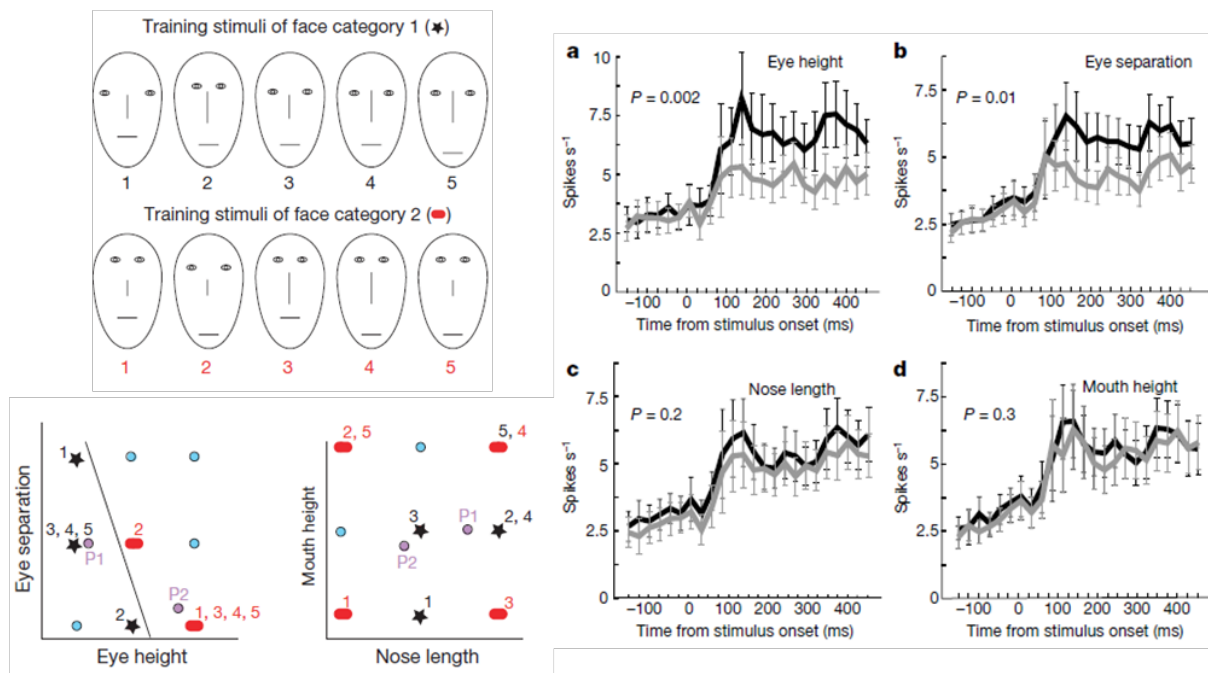 Training stimuli of face category 1 (★)
1 2 3 4 5
Training stimuli of face category 2 ( )
1 2 3 4 5
Eye separation
1
3, 4, 5
P1
2
2
P2
1, 3, 4, 5
Eye height
Mouth height
2, 5
5, 4
3
P1
2, 4
P2
1
1
3
Nose length
a
Eye height
P = 0.002
Spikes s⁻¹
10
7.5
5
2.5
0
−100 0 100 200 300 400
Time from stimulus onset (ms)
b
Eye separation
P = 0.01
Spikes s⁻¹
7.5
5
2.5
0
−100 0 100 200 300 400
Time from stimulus onset (ms)
c
Nose length
P = 0.2
Spikes s⁻¹
7.5
5
2.5
0
−100 0 100 200 300 400
Time from stimulus onset (ms)
d
Mouth height
P = 0.3
Spikes s⁻¹
7.5
5
2.5
0
−100 0 100 200 300 400
Time from stimulus onset (ms)